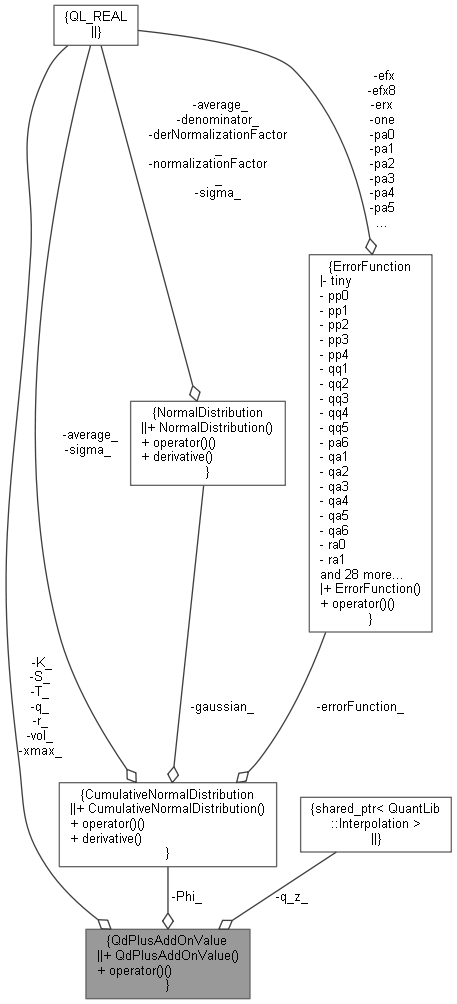 {QL_REAL
||}
-efx
-efx8
-erx
-one
-pa0
-pa1
-pa2
-pa3
-pa4
-pa5
...
-average_
-denominator_
-derNormalizationFactor
_
-normalizationFactor
_
-sigma_
{ErrorFunction
|- tiny
- pp0
- pp1
- pp2
- pp3
- pp4
- qq1
- qq2
- qq3
- qq4
- qq5
- pa6
- qa1
- qa2
- qa3
- qa4
- qa5
- qa6
- ra0
- ra1
and 28 more...
|+ ErrorFunction()
+ operator()()
}
{NormalDistribution
||+ NormalDistribution()
+ operator()()
+ derivative()
}
-average_
-sigma_
-K_
-S_
-T_
-q_
-r_
-vol_
-xmax_
-gaussian_
-errorFunction_
{CumulativeNormalDistribution
||+ CumulativeNormalDistribution()
+ operator()()
+ derivative()
}
{shared_ptr< QuantLib
::Interpolation >
||}
-Phi_
-q_z_
{QdPlusAddOnValue
||+ QdPlusAddOnValue()
+ operator()()
}